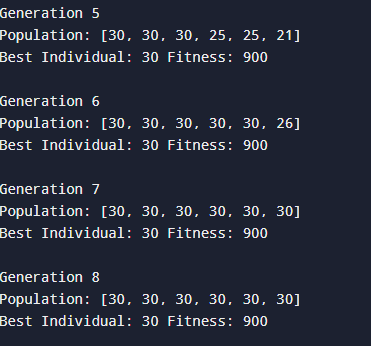 Generation 5
Population: [30, 30, 30, 25, 25, 21]
Best Individual: 30 Fitness: 900
Generation 6
Population: [30, 30, 30, 30, 30, 26]
Best Individual: 30 Fitness: 900
Generation 7
Population: [30, 30, 30, 30, 30, 30]
Best Individual: 30 Fitness: 900
Generation 8
Population: [30, 30, 30, 30, 30, 30]
Best Individual: 30 Fitness: 900